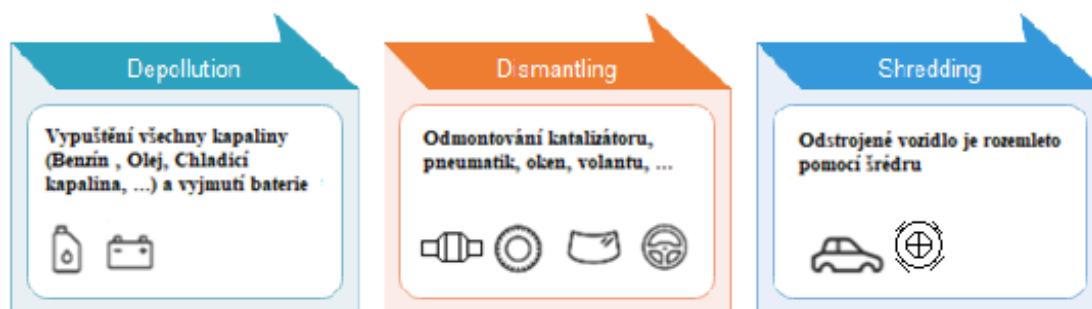 Depollution
Vypuštění všechny kapaliny
(Benzín , Olej, Chladicí
kapalina, ...) a vyjmutí baterie
Dismantling
Odmontování katalizátoru,
pneumatik, oken, volantu, ...
Shredding
Odstrojené vozidlo je rozemleto
pomocí šrédru